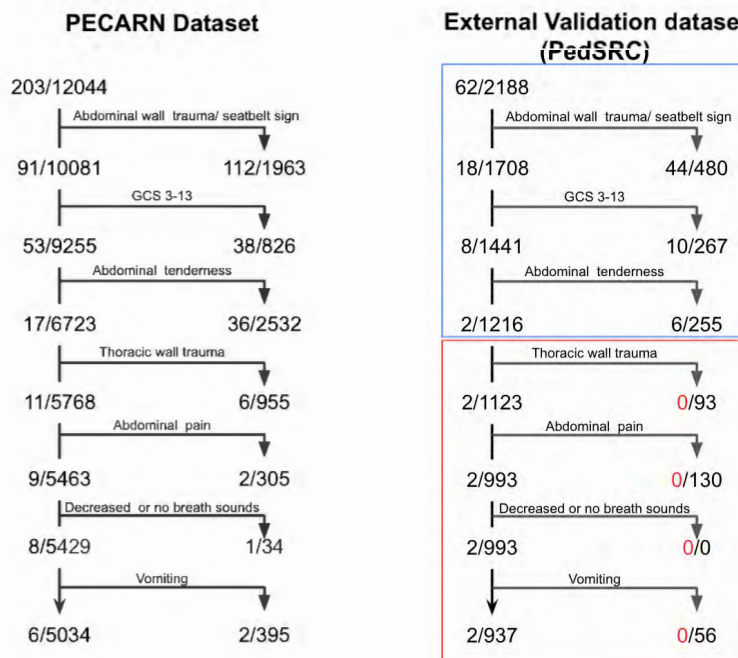 PECARN Dataset
203/12044
Abdominal wall trauma/ seatbelt sign
91/10081 112/1963
GCS 3-13
53/9255 38/826
Abdominal tenderness
17/6723 36/2532
Thoracic wall trauma
11/5768 6/955
Abdominal pain
9/5463 2/305
Decreased or no breath sounds
8/5429 1/34
Vomiting
6/5034 2/395
External Validation datase
(PedSRC)
62/2188
Abdominal wall trauma/ seatbelt sign
18/1708 44/480
GCS 3-13
8/1441 10/267
Abdominal tenderness
2/1216 6/255
Thoracic wall trauma
2/1123 0/93
Abdominal pain
2/993 0/130
Decreased or no breath sounds
2/993 0/0
Vomiting
2/937 0/56